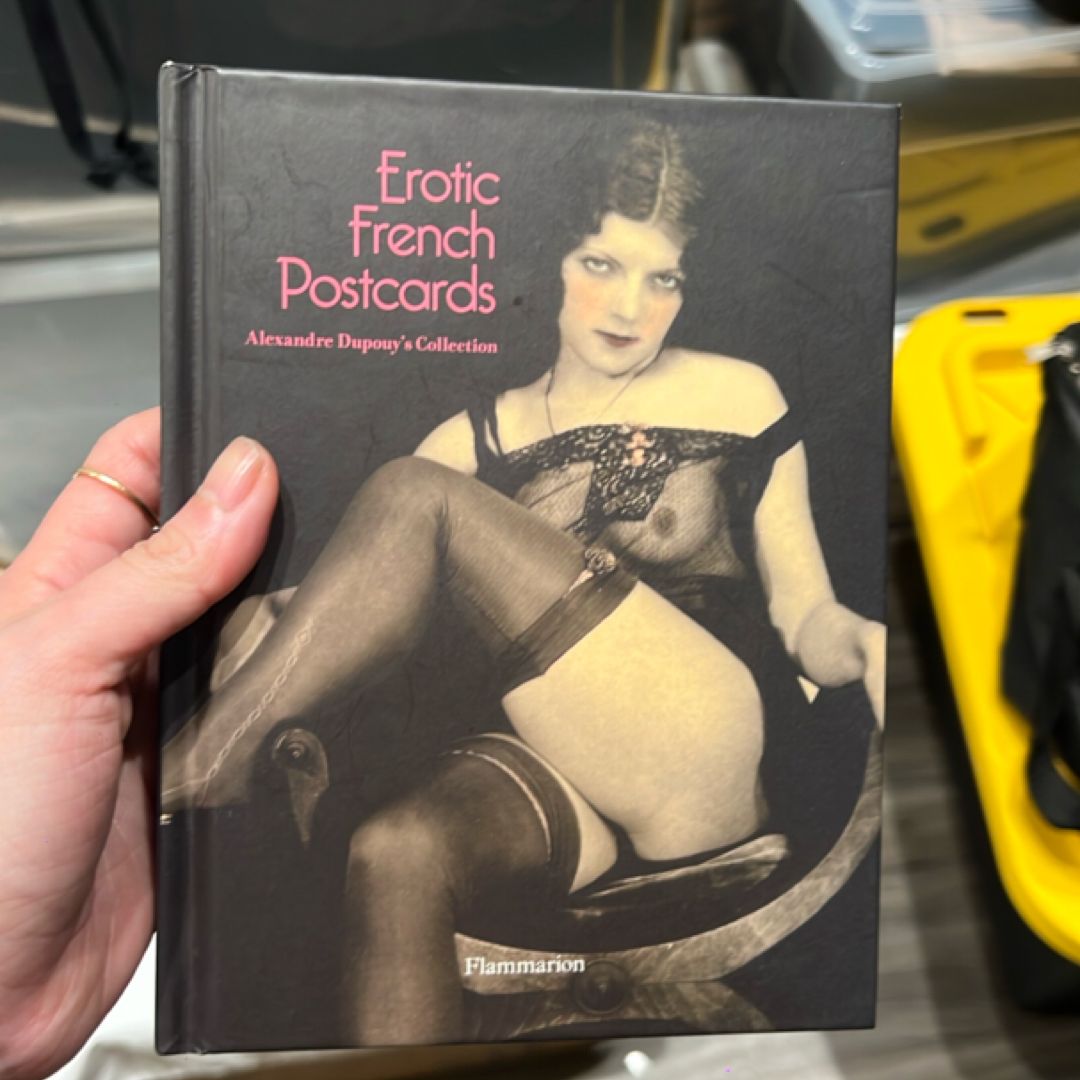 Erotic
French
Postcards
Alexandre Dupouy's Collection
Flammarion